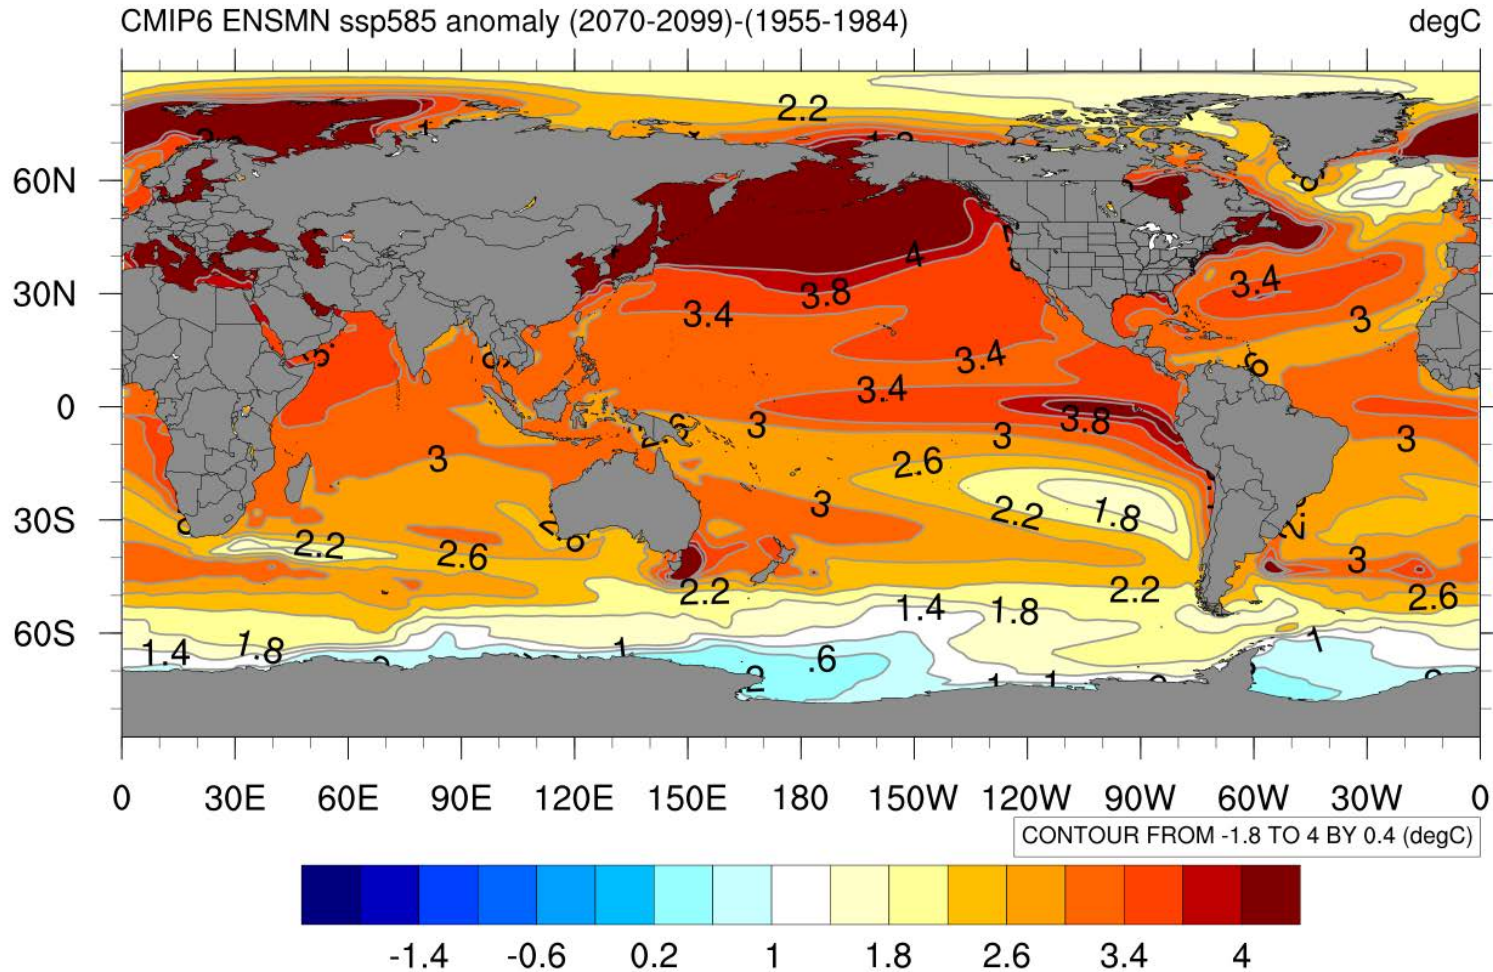 CMIP6 ENSMN ssp585 anomaly (2070-2099)-(1955-1984) degC
2.2
60N
4
30N 3.4 3.8 3.4 3
3.4
3.4
0 3.8
3 3 3
3 2.6
30S 3 2.2 1.8
2.2 2.6 3
2.2 2.2 2.6
1.4 1.8
60S 1.4 1.8 1 .6 1
1 1
0 30E 60E 90E 120E 150E 180 150W 120W 90W 60W 30W 0
CONTOUR FROM -1.8 TO 4 BY 0.4 (degC)
-1.4 -0.6 0.2 1 1.8 2.6 3.4 4